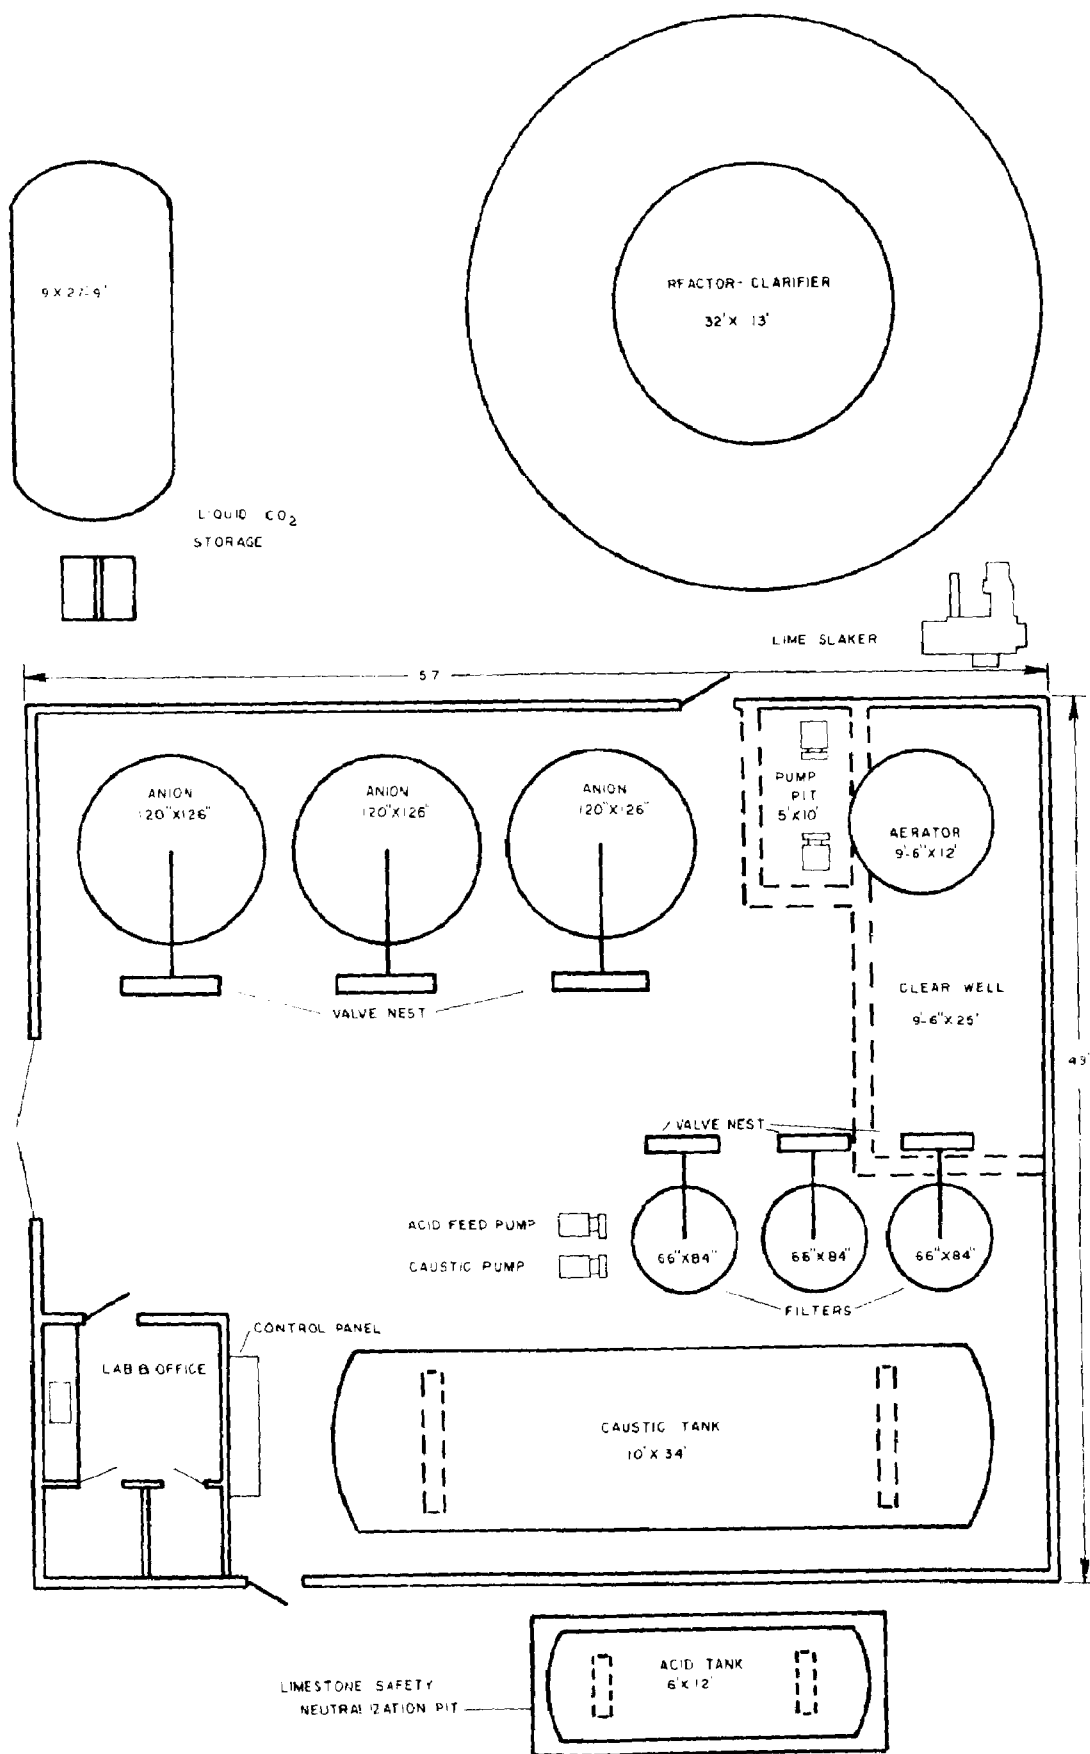 REACTOR-CLARIFIER
32'X 13'
9 X 27-9'
LIQUID CO2
STORAGE
LIME SLAKER
57
ANION
120"X126"
ANION
120"X126"
ANION
120"X126"
PUMP
PIT
5'X10'
AERATOR
9'-6"X12'
VALVE NEST
CLEAR WELL
9'-6"X25'
49'
VALVE NEST
ACID FEED PUMP
CAUSTIC PUMP
66"X84"
66"X84"
66"X84"
FILTERS
CONTROL PANEL
LAB & OFFICE
CAUSTIC TANK
10' X 34'
ACID TANK
6'X12'
LIMESTONE SAFETY
NEUTRALIZATION PIT